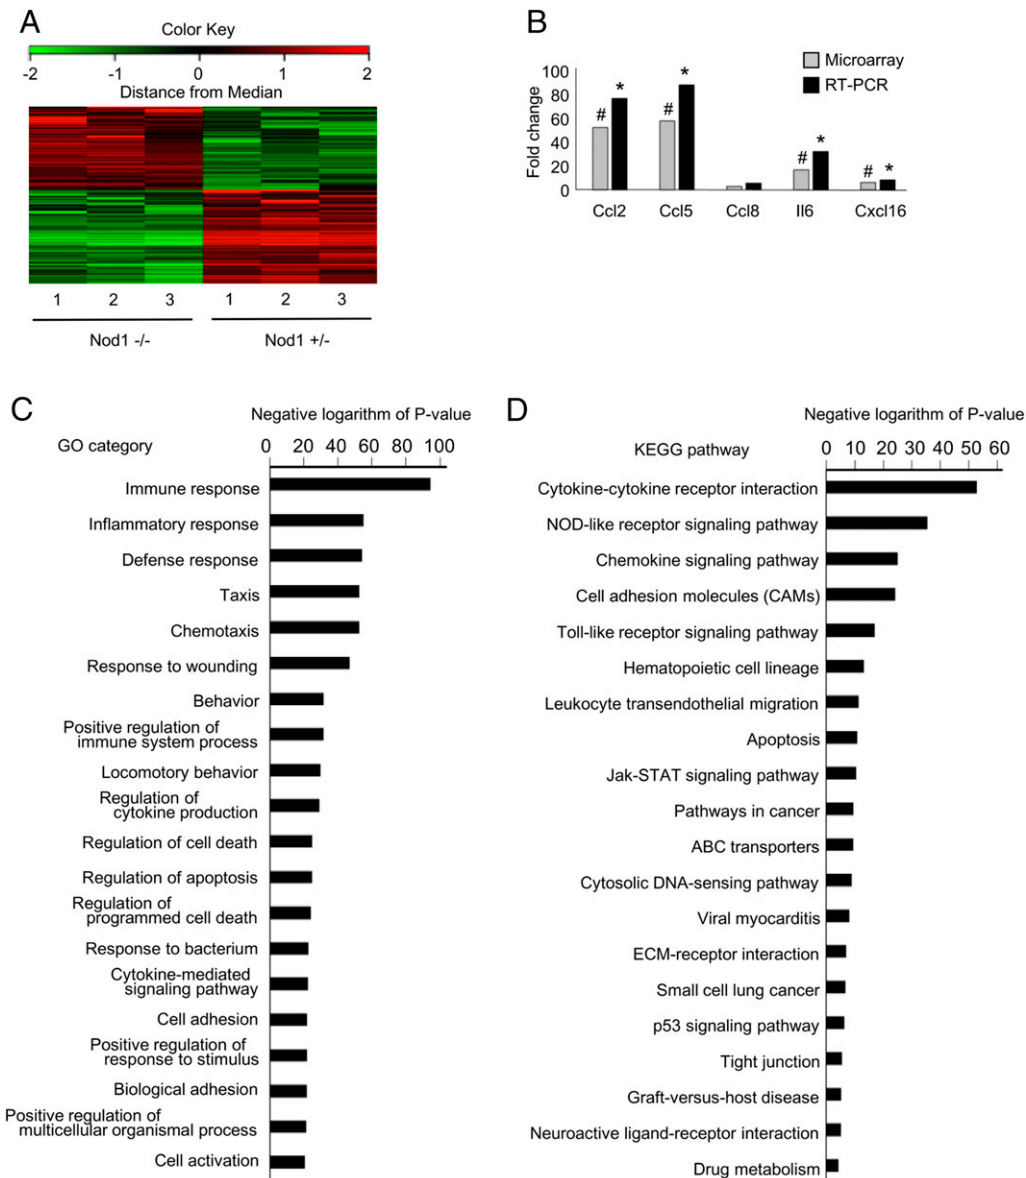 A
Color Key
-2 -1 0 1 2
Distance from Median
1 2 3 1 2 3
Nod1 -/- Nod1 +/-
B
Microarray
RT-PCR
Fold change
100
80
60
40
20
0
# * # * # * # *
Ccl2 Ccl5 Ccl8 Il6 Cxcl16
C
Negative logarithm of P-value
GO category
0 20 40 60 80 100
Immune response
Inflammatory response
Defense response
Taxis
Chemotaxis
Response to wounding
Behavior
Positive regulation of
immune system process
Locomotory behavior
Regulation of
cytokine production
Regulation of cell death
Regulation of apoptosis
Regulation of
programmed cell death
Response to bacterium
Cytokine-mediated
signaling pathway
Cell adhesion
Positive regulation of
response to stimulus
Biological adhesion
Positive regulation of
multicellular organismal process
Cell activation
D
Negative logarithm of P-value
KEGG pathway
0 10 20 30 40 50 60
Cytokine-cytokine receptor interaction
NOD-like receptor signaling pathway
Chemokine signaling pathway
Cell adhesion molecules (CAMs)
Toll-like receptor signaling pathway
Hematopoietic cell lineage
Leukocyte transendothelial migration
Apoptosis
Jak-STAT signaling pathway
Pathways in cancer
ABC transporters
Cytosolic DNA-sensing pathway
Viral myocarditis
ECM-receptor interaction
Small cell lung cancer
p53 signaling pathway
Tight junction
Graft-versus-host disease
Neuroactive ligand-receptor interaction
Drug metabolism